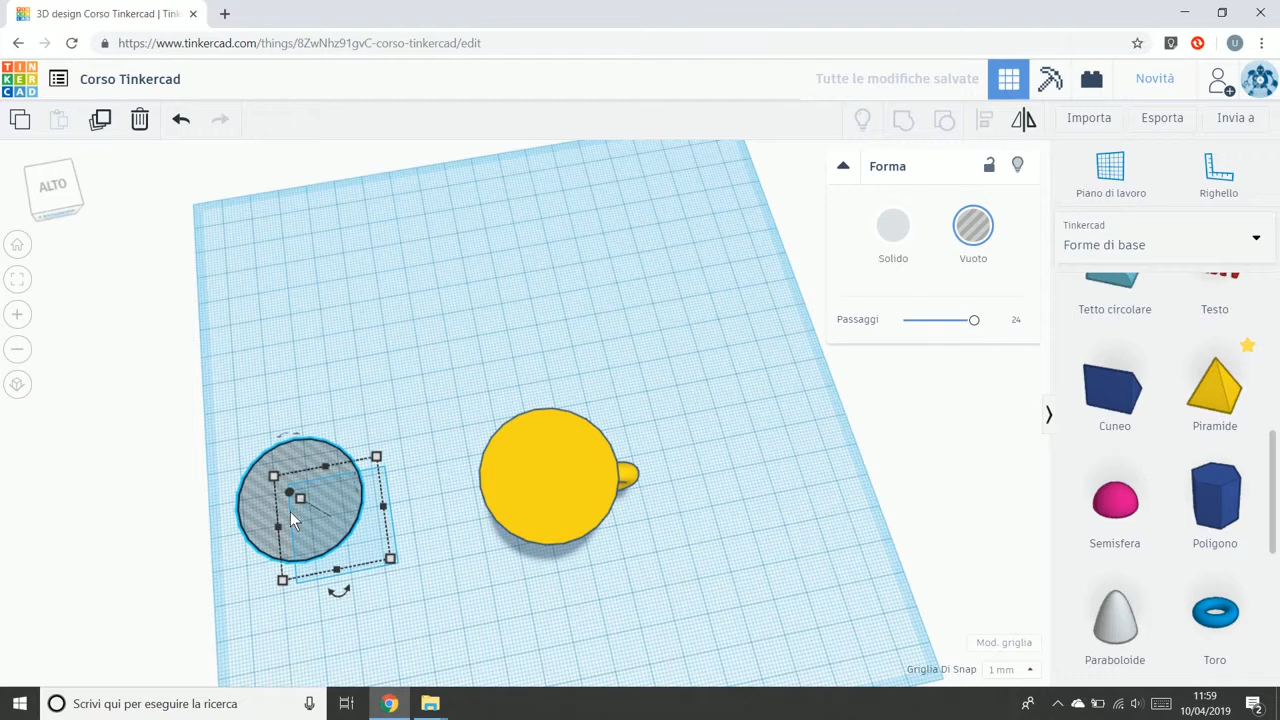 3D design Corso Tinkercad | Tink
https://www.tinkercad.com/things/8ZwNhz91gvC-corso-tinkercad/edit
U
TIN
KER
CAD
Corso Tinkercad
Tutte le modifiche salvate
Novità
Importa
Esporta
Invia a
ALTO
Forma
Solido
Vuoto
Passaggi
24
Piano di lavoro
Righello
Tinkercad
Forme di base
Tetto circolare
Testo
Cuneo
Piramide
Semisfera
Poligono
Paraboloide
Toro
Mod. griglia
Griglia Di Snap
1 mm
Scrivi qui per eseguire la ricerca
11:59
10/04/2019
2